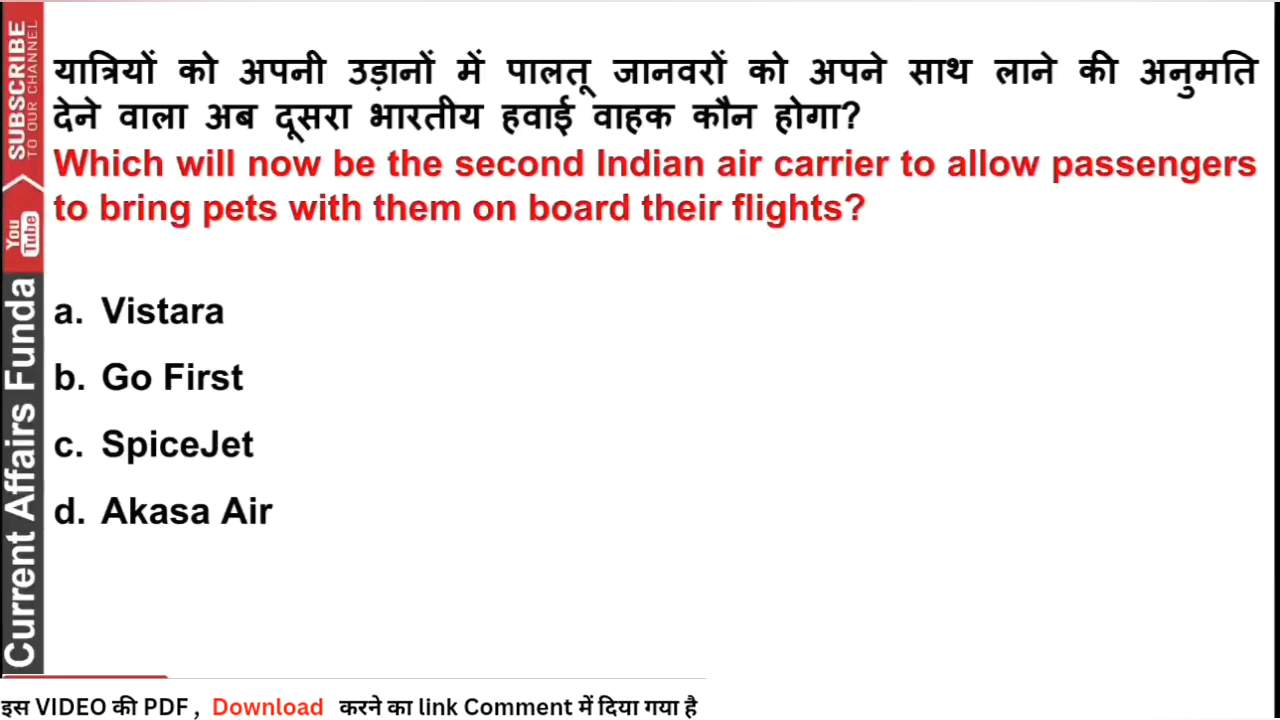 यात्रियों को अपनी उड़ानों में पालतू जानवरों को अपने साथ लाने की अनुमति
देने वाला अब दूसरा भारतीय हवाई वाहक कौन होगा?
Which will now be the second Indian air carrier to allow passengers
to bring pets with them on board their flights?
a. Vistara
b. Go First
c. SpiceJet
d. Akasa Air
SUBSCRIBE
TO OUR CHANNEL
You
Tube
Current Affairs Funda
इस VIDEO की PDF , Download करने का link Comment में दिया गया है